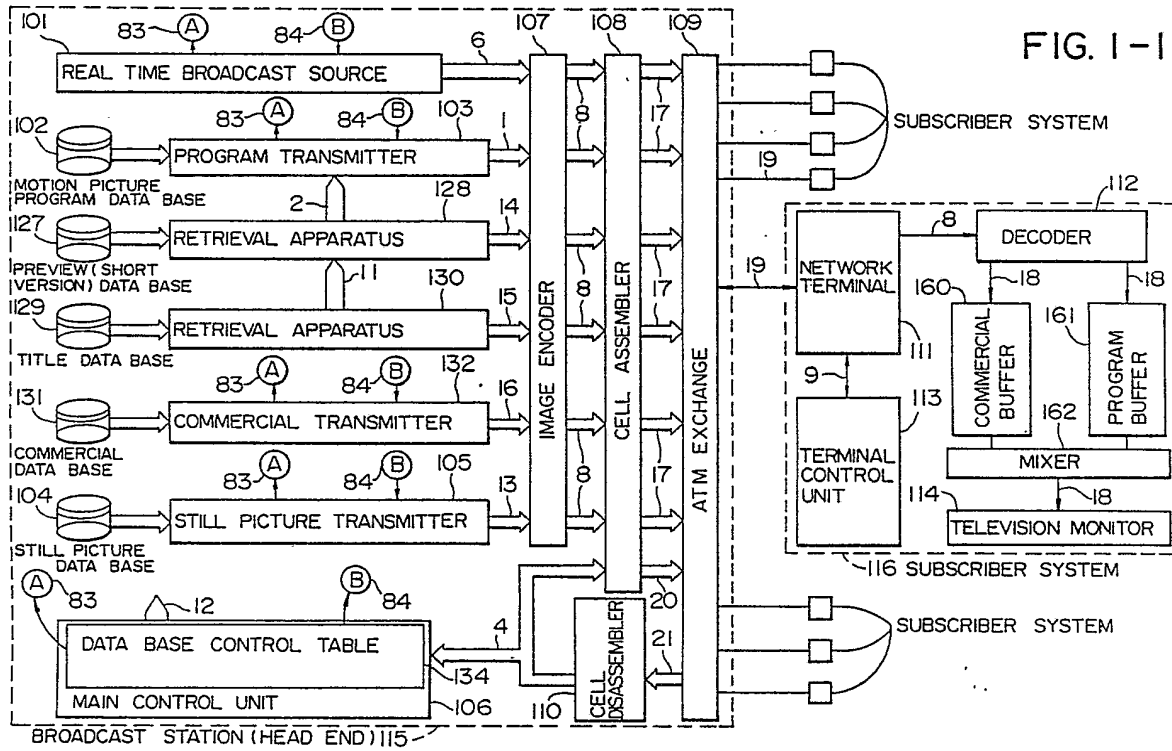 FIG. 1-1
101
83
A
84
B
6
107
108
109
REAL TIME BROADCAST SOURCE
8
17
102
83
A
84
B
103
1
PROGRAM TRANSMITTER
8
17
MOTION PICTURE
PROGRAM DATA BASE
2
128
127
RETRIEVAL APPARATUS
14
8
17
PREVIEW (SHORT
VERSION) DATA BASE
11
130
129
RETRIEVAL APPARATUS
15
8
17
TITLE DATA BASE
83
A
84
B
132
131
COMMERCIAL TRANSMITTER
16
8
17
COMMERCIAL
DATA BASE
83
A
84
B
105
104
STILL PICTURE TRANSMITTER
13
8
17
STILL PICTURE
DATA BASE
IMAGE ENCODER
CELL ASSEMBLER
ATM EXCHANGE
A
83
12
B
84
DATA BASE CONTROL TABLE
134
MAIN CONTROL UNIT
106
4
20
21
110
CELL
DISASSEMBLER
BROADCAST STATION (HEAD END) 115
SUBSCRIBER SYSTEM
19
19
NETWORK
TERMINAL
111
8
112
DECODER
18
18
160
161
COMMERCIAL
BUFFER
PROGRAM
BUFFER
9
113
TERMINAL
CONTROL
UNIT
162
MIXER
114
18
TELEVISION MONITOR
116 SUBSCRIBER SYSTEM
SUBSCRIBER SYSTEM